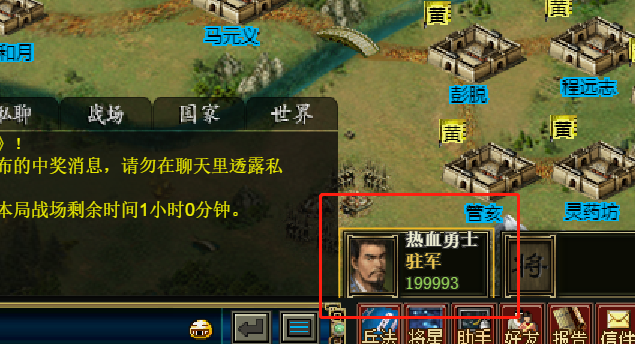 马元义
和月
黄
黄
彭脱
程远志
私聊 战场 国家 世界
》！
布的中奖消息，请勿在聊天里透露私
黄
黄
本局战场剩余时间1小时0分钟。
管亥
灵药坊
热血勇士
驻军
199993
将
兵法 将星 助手 好友 报告 信件